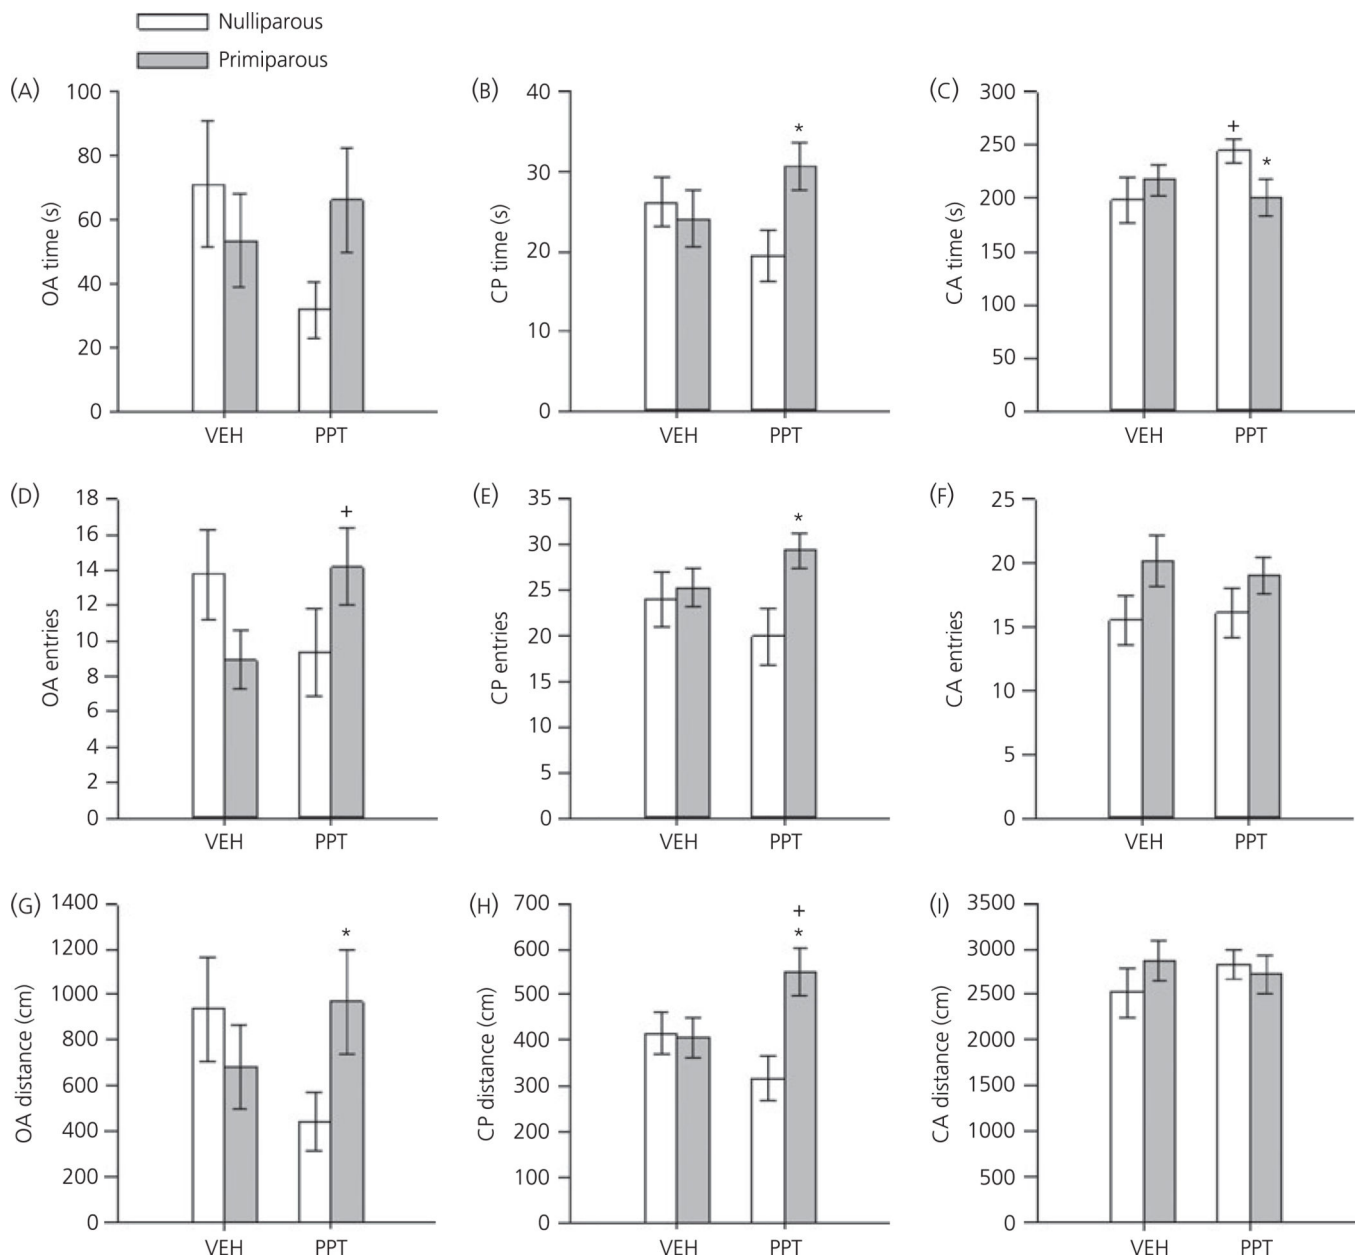 Nulliparous
Primiparous
(A)
OA time (s)
100
80
60
40
20
0
VEH PPT
(B)
CP time (s)
40
30
20
10
0
*
VEH PPT
(C)
CA time (s)
300
250
200
150
100
50
0
+
*
VEH PPT
(D)
OA entries
18
16
14
12
10
8
6
4
2
0
+
VEH PPT
(E)
CP entries
35
30
25
20
15
10
5
0
*
VEH PPT
(F)
CA entries
25
20
15
10
5
0
VEH PPT
(G)
OA distance (cm)
1400
1200
1000
800
600
400
200
0
*
VEH PPT
(H)
CP distance (cm)
700
600
500
400
300
200
100
0
+
*
VEH PPT
(I)
CA distance (cm)
3500
3000
2500
2000
1500
1000
500
0
VEH PPT